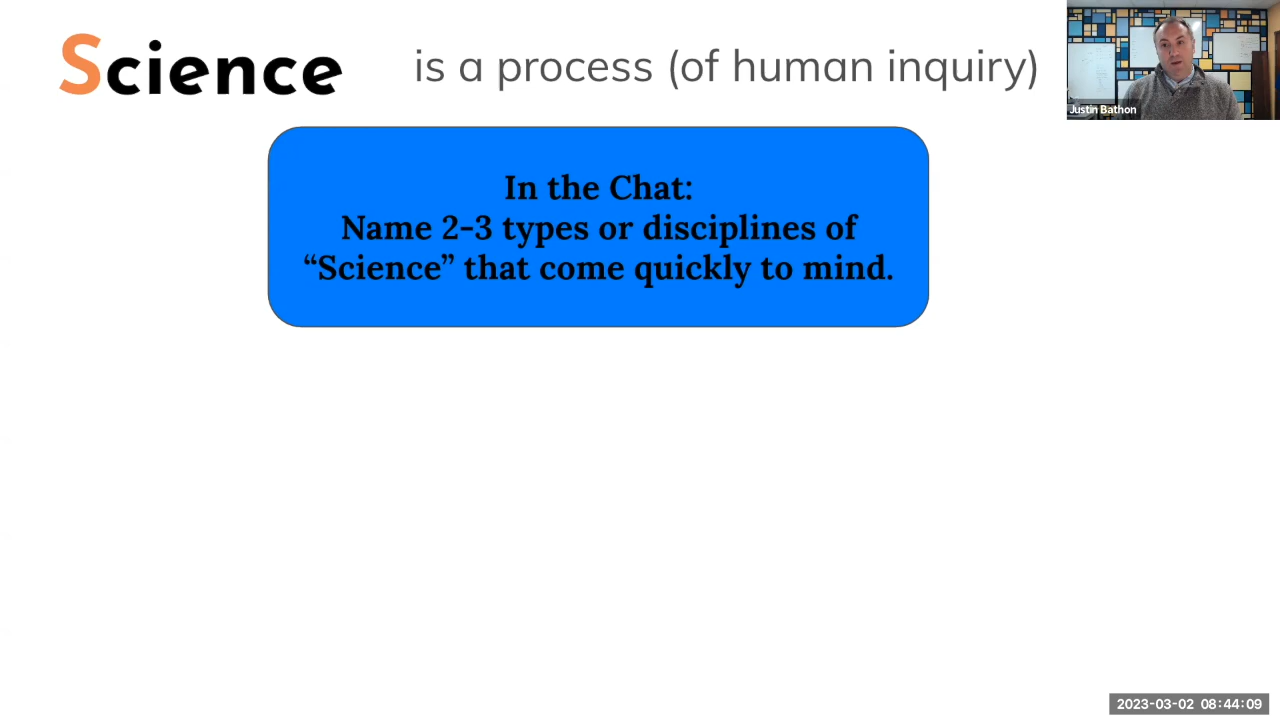 Science is a process (of human inquiry)
Justin Bathon
In the Chat:
Name 2-3 types or disciplines of
“Science” that come quickly to mind.
2023-03-02 08:44:09